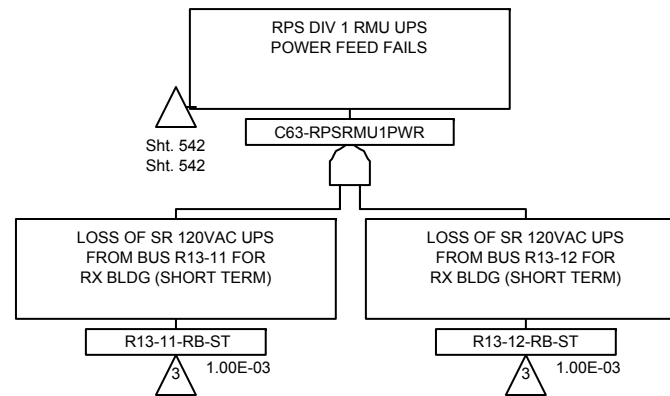 RPS DIV 1 RMU UPS
POWER FEED FAILS
Sht. 542
Sht. 542
C63-RPSRMU1PWR
LOSS OF SR 120VAC UPS
FROM BUS R13-11 FOR
RX BLDG (SHORT TERM)
R13-11-RB-ST
3
1.00E-03
LOSS OF SR 120VAC UPS
FROM BUS R13-12 FOR
RX BLDG (SHORT TERM)
R13-12-RB-ST
3
1.00E-03